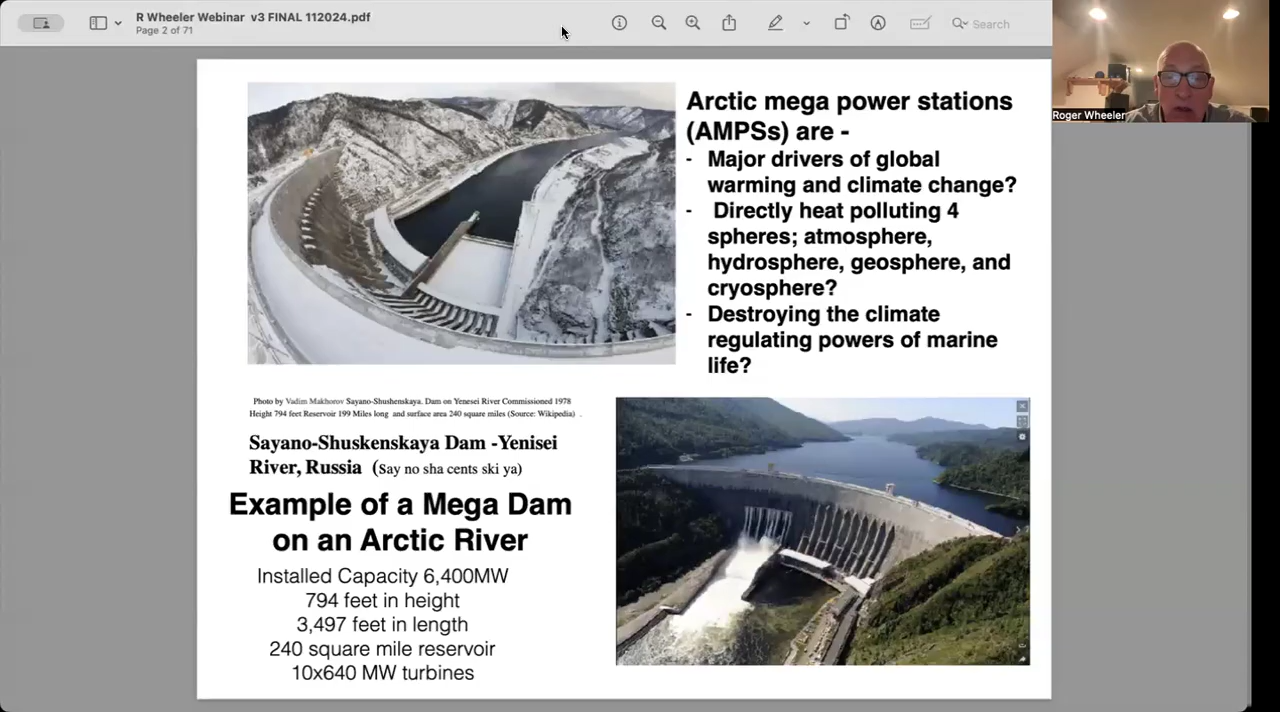 R Wheeler Webinar v3 FINAL 112024.pdf
Page 2 of 71
Search
Roger Wheeler
Arctic mega power stations
(AMPSs) are -
- Major drivers of global
warming and climate change?
- Directly heat polluting 4
spheres; atmosphere,
hydrosphere, geosphere, and
cryosphere?
- Destroying the climate
regulating powers of marine
life?
Photo by Vadim Makhorov Sayano-Shushenskaya. Dam on Yenesei River Commissioned 1978
Height 794 feet Reservoir 199 Miles long and surface area 240 square miles (Source: Wikipedia) .
Sayano-Shuskenskaya Dam -Yenisei
River, Russia (say no sha cents ski ya)
Example of a Mega Dam
on an Arctic River
Installed Capacity 6,400MW
794 feet in height
3,497 feet in length
240 square mile reservoir
10x640 MW turbines